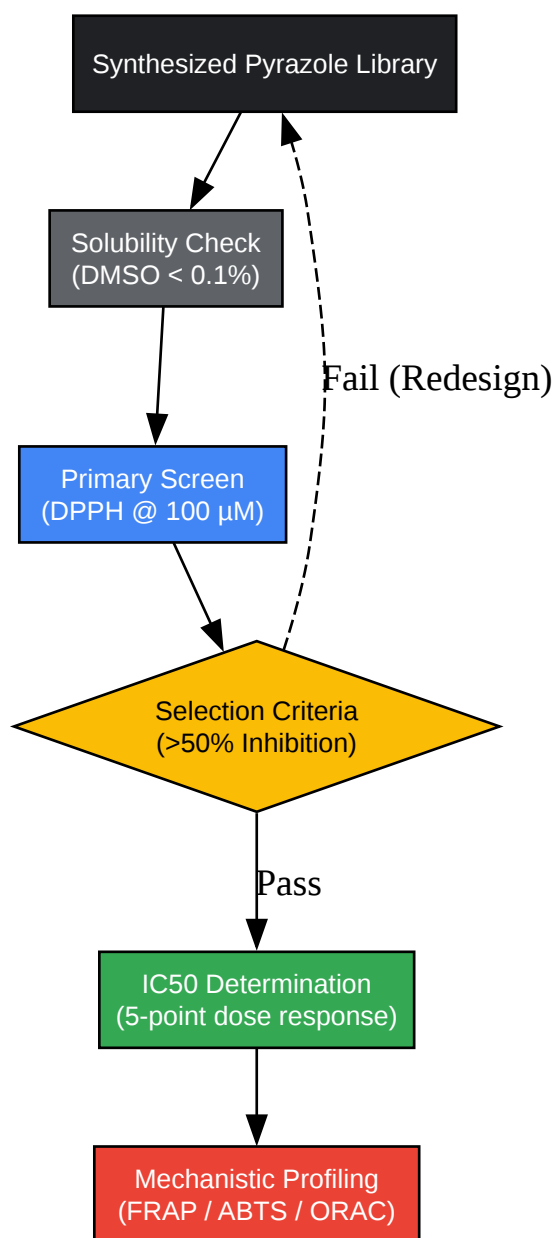 Synthesized Pyrazole Library
Solubility Check
(DMSO < 0.1%)
Fail (Redesign)
Primary Screen
(DPPH @ 100 µM)
Selection Criteria
(>50% Inhibition)
Pass
IC50 Determination
(5-point dose response)
Mechanistic Profiling
(FRAP / ABTS / ORAC)